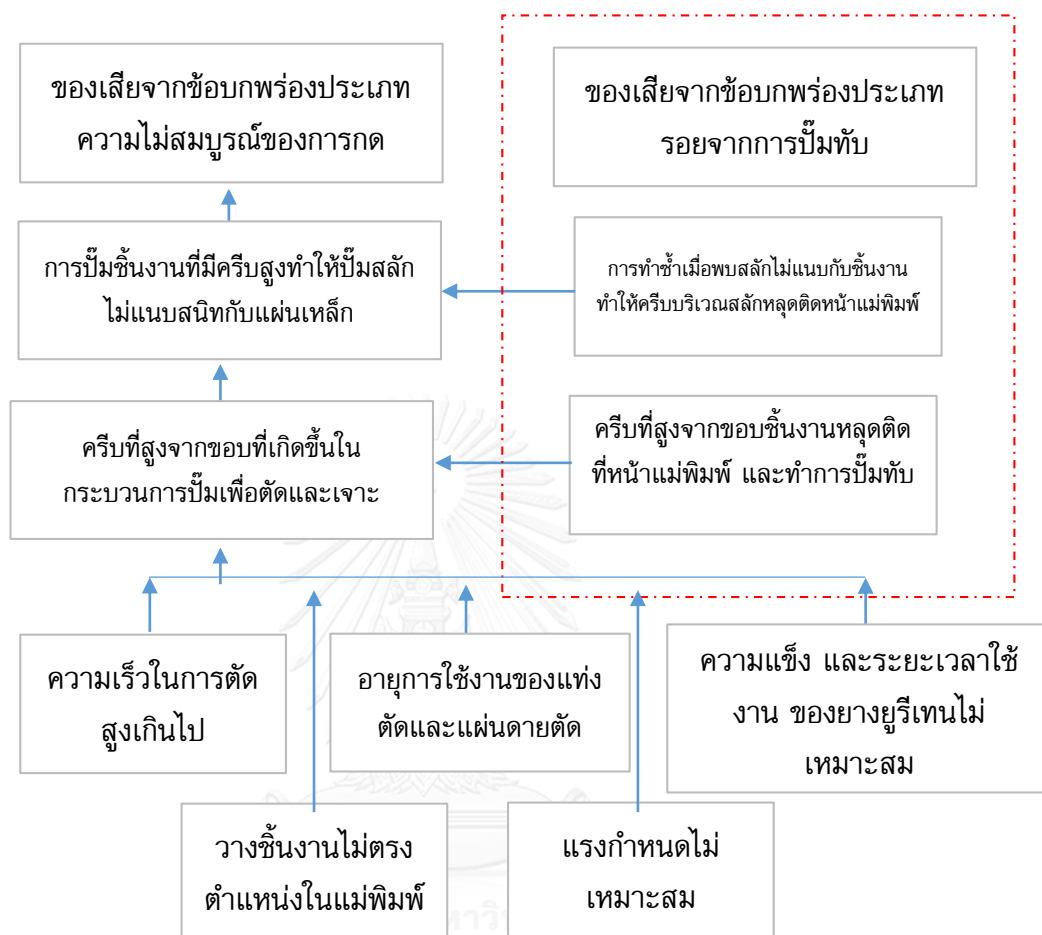 ของเสียจากข้อบกพร่องประเภท
ความไม่สมบูรณ์ของการกด
ของเสียจากข้อบกพร่องประเภท
รอยจากการปั๊มทับ
การปั๊มชิ้นงานที่มีครีบสูงทำให้ปั๊มสลัก
ไม่แนบสนิทกับแผ่นเหล็ก
การทำซ้ำเมื่อพบสลักไม่แนบกับชิ้นงาน
ทำให้ครีบบริเวณสลักหลุดติดหน้าแม่พิมพ์
ครีบที่สูงจากขอบที่เกิดขึ้นใน
กระบวนการปั๊มเพื่อตัดและเจาะ
ครีบที่สูงจากขอบชิ้นงานหลุดติด
ที่หน้าแม่พิมพ์ และทำการปั๊มทับ
ความเร็วในการตัด
สูงเกินไป
อายุการใช้งานของแท่ง
ตัดและแผ่นดายตัด
ความแข็ง และระยะเวลาใช้
งาน ของยางยูรีเทนไม่
เหมาะสม
วางชิ้นงานไม่ตรง
ตำแหน่งในแม่พิมพ์
แรงกำหนดไม่
เหมาะสม